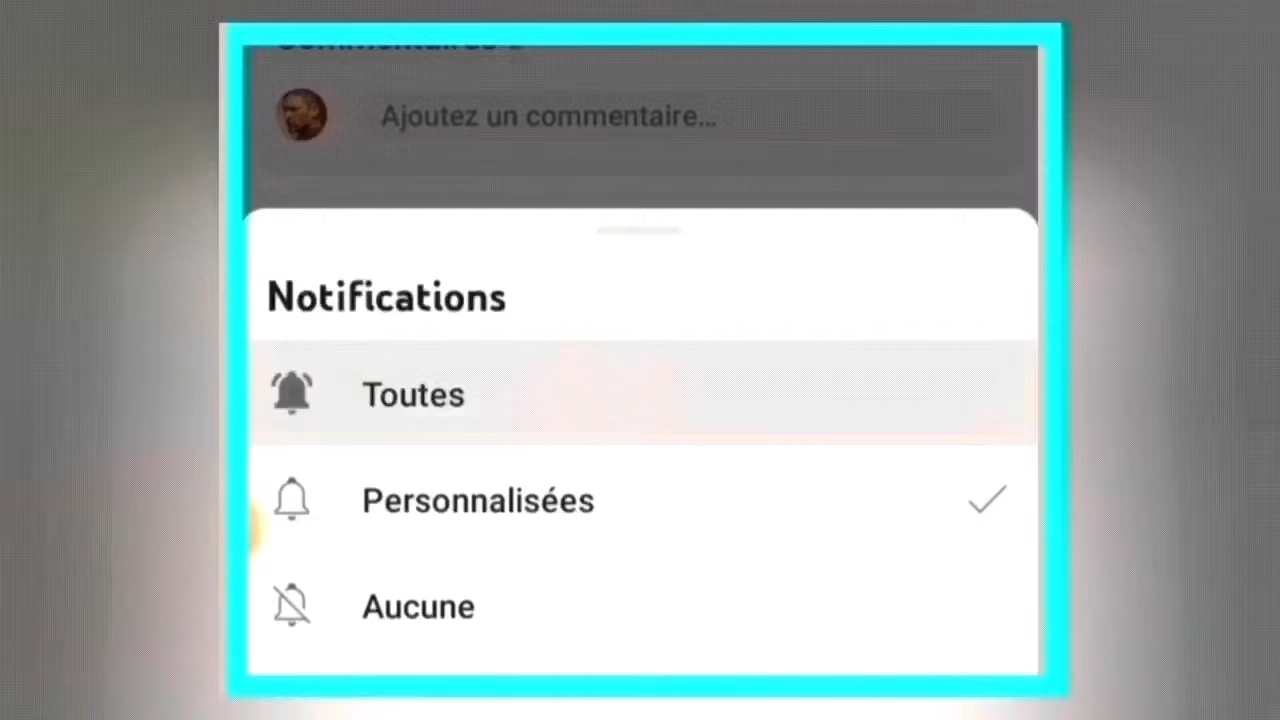 Ajoutez un commentaire...
Notifications
Toutes
Personnalisées
Aucune